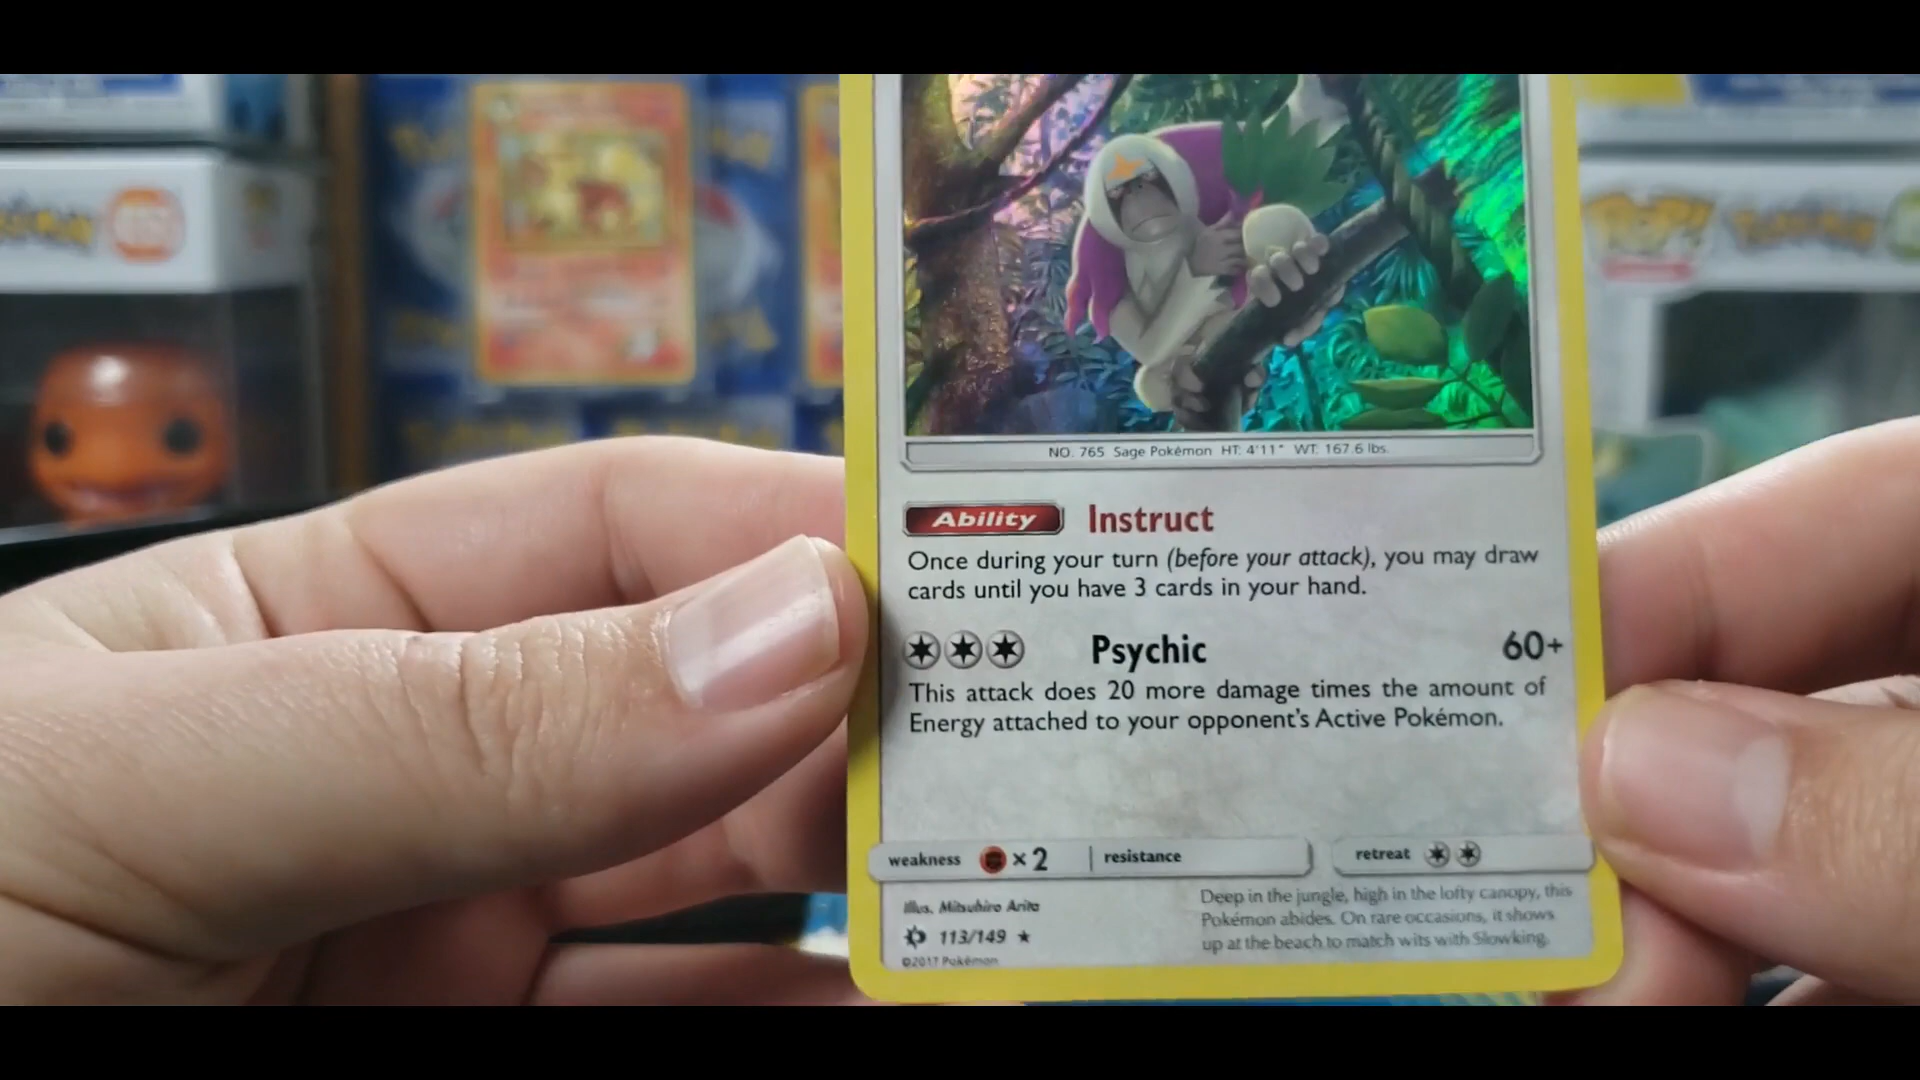 NO. 765 Sage Pokémon HT: 4'11" WT: 167.6 lbs.
Ability Instruct
Once during your turn (before your attack), you may draw
cards until you have 3 cards in your hand.
Psychic 60+
This attack does 20 more damage times the amount of
Energy attached to your opponent's Active Pokémon.
weakness ×2 resistance retreat
Illus. Mitsuhiro Arita
113/149 ★
©2017 Pokémon
Deep in the jungle, high in the lofty canopy, this
Pokémon abides. On rare occasions, it shows
up at the beach to match wits with Slowking.
POP!